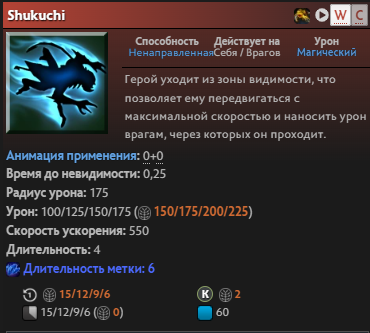 Shukuchi W C
Способность Действует на Урон
Ненаправленная Себя / Врагов Магический
Герой уходит из зоны видимости, что
позволяет ему передвигаться с
максимальной скоростью и наносить урон
врагам, через которых он проходит.
Анимация применения: 0+0
Время до невидимости: 0,25
Радиус урона: 175
Урон: 100/125/150/175 (150/175/200/225)
Скорость ускорения: 550
Длительность: 4
Длительность метки: 6
1 15/12/9/6 K 2
15/12/9/6 (0) 60